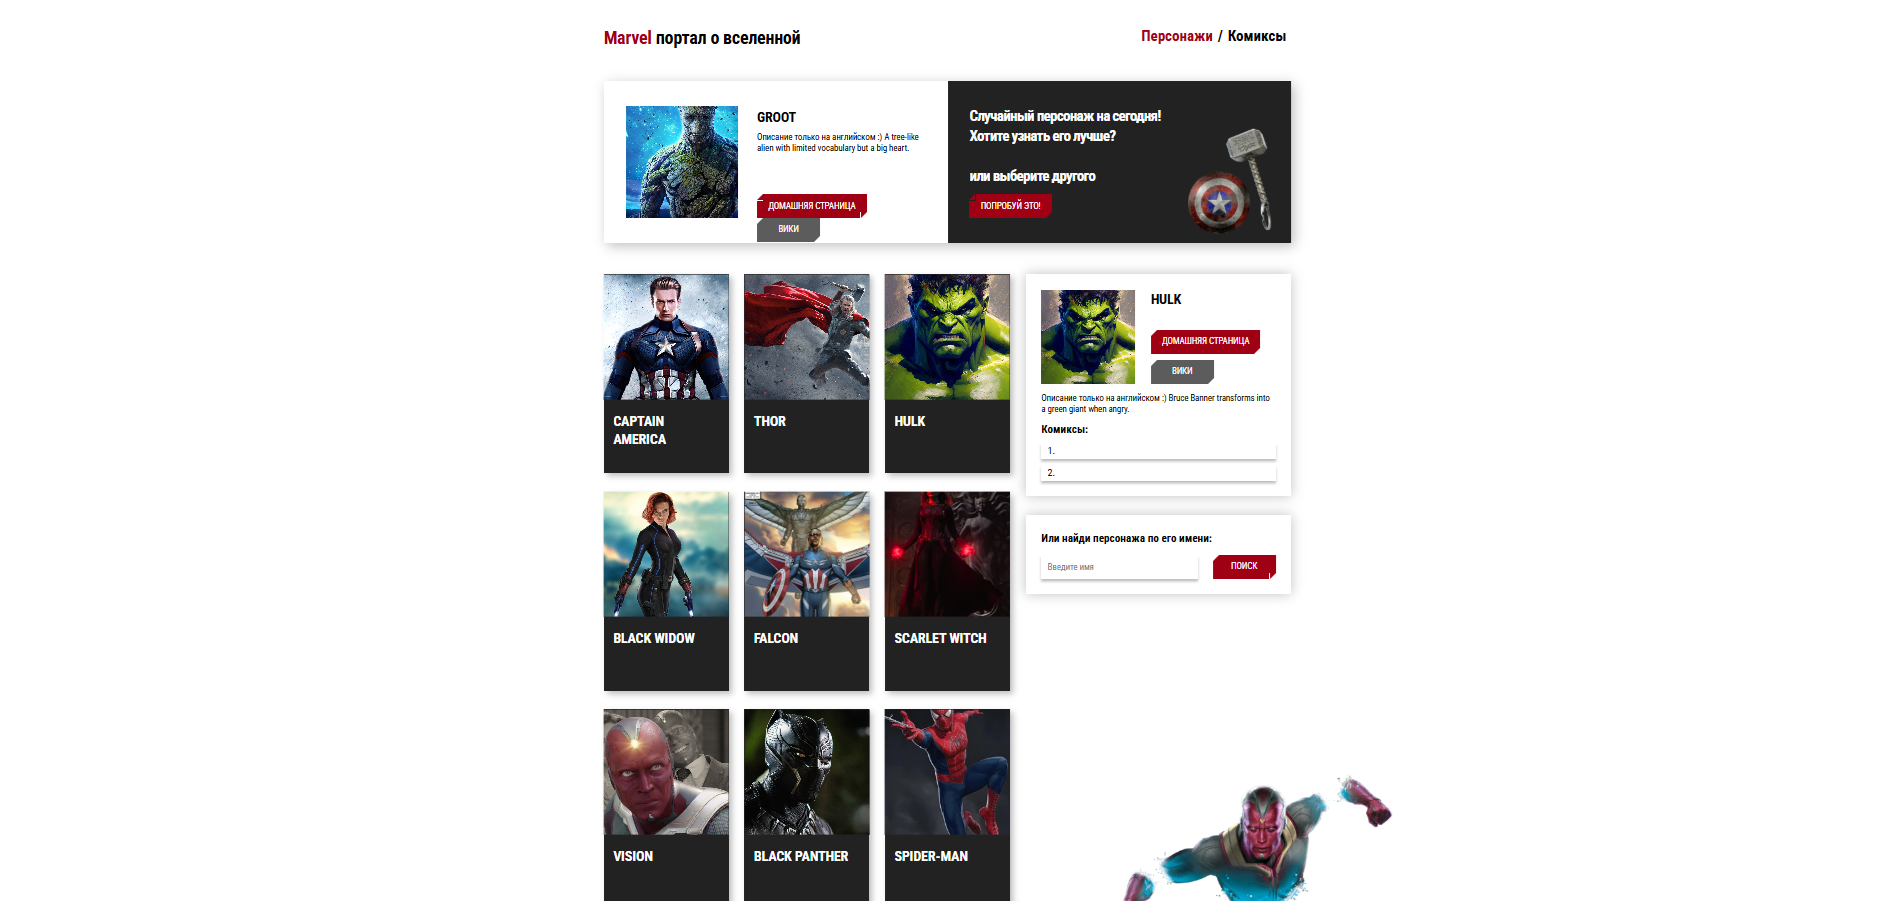 Marvel портал о вселенной
Персонажи / Комиксы
GROOT
Описание только на английском :) A tree-like
alien with limited vocabulary but a big heart.
ДОМАШНЯЯ СТРАНИЦА
ВИКИ
Случайный персонаж на сегодня!
Хотите узнать его лучше?
или выберите другого
ПОПРОБУЙ ЭТО!
CAPTAIN
AMERICA
THOR
HULK
BLACK WIDOW
FALCON
SCARLET WITCH
VISION
BLACK PANTHER
SPIDER-MAN
HULK
ДОМАШНЯЯ СТРАНИЦА
ВИКИ
Описание только на английском :) Bruce Banner transforms into
a green giant when angry.
Комиксы:
1.
2.
Или найди персонажа по его имени:
Введите имя
ПОИСК